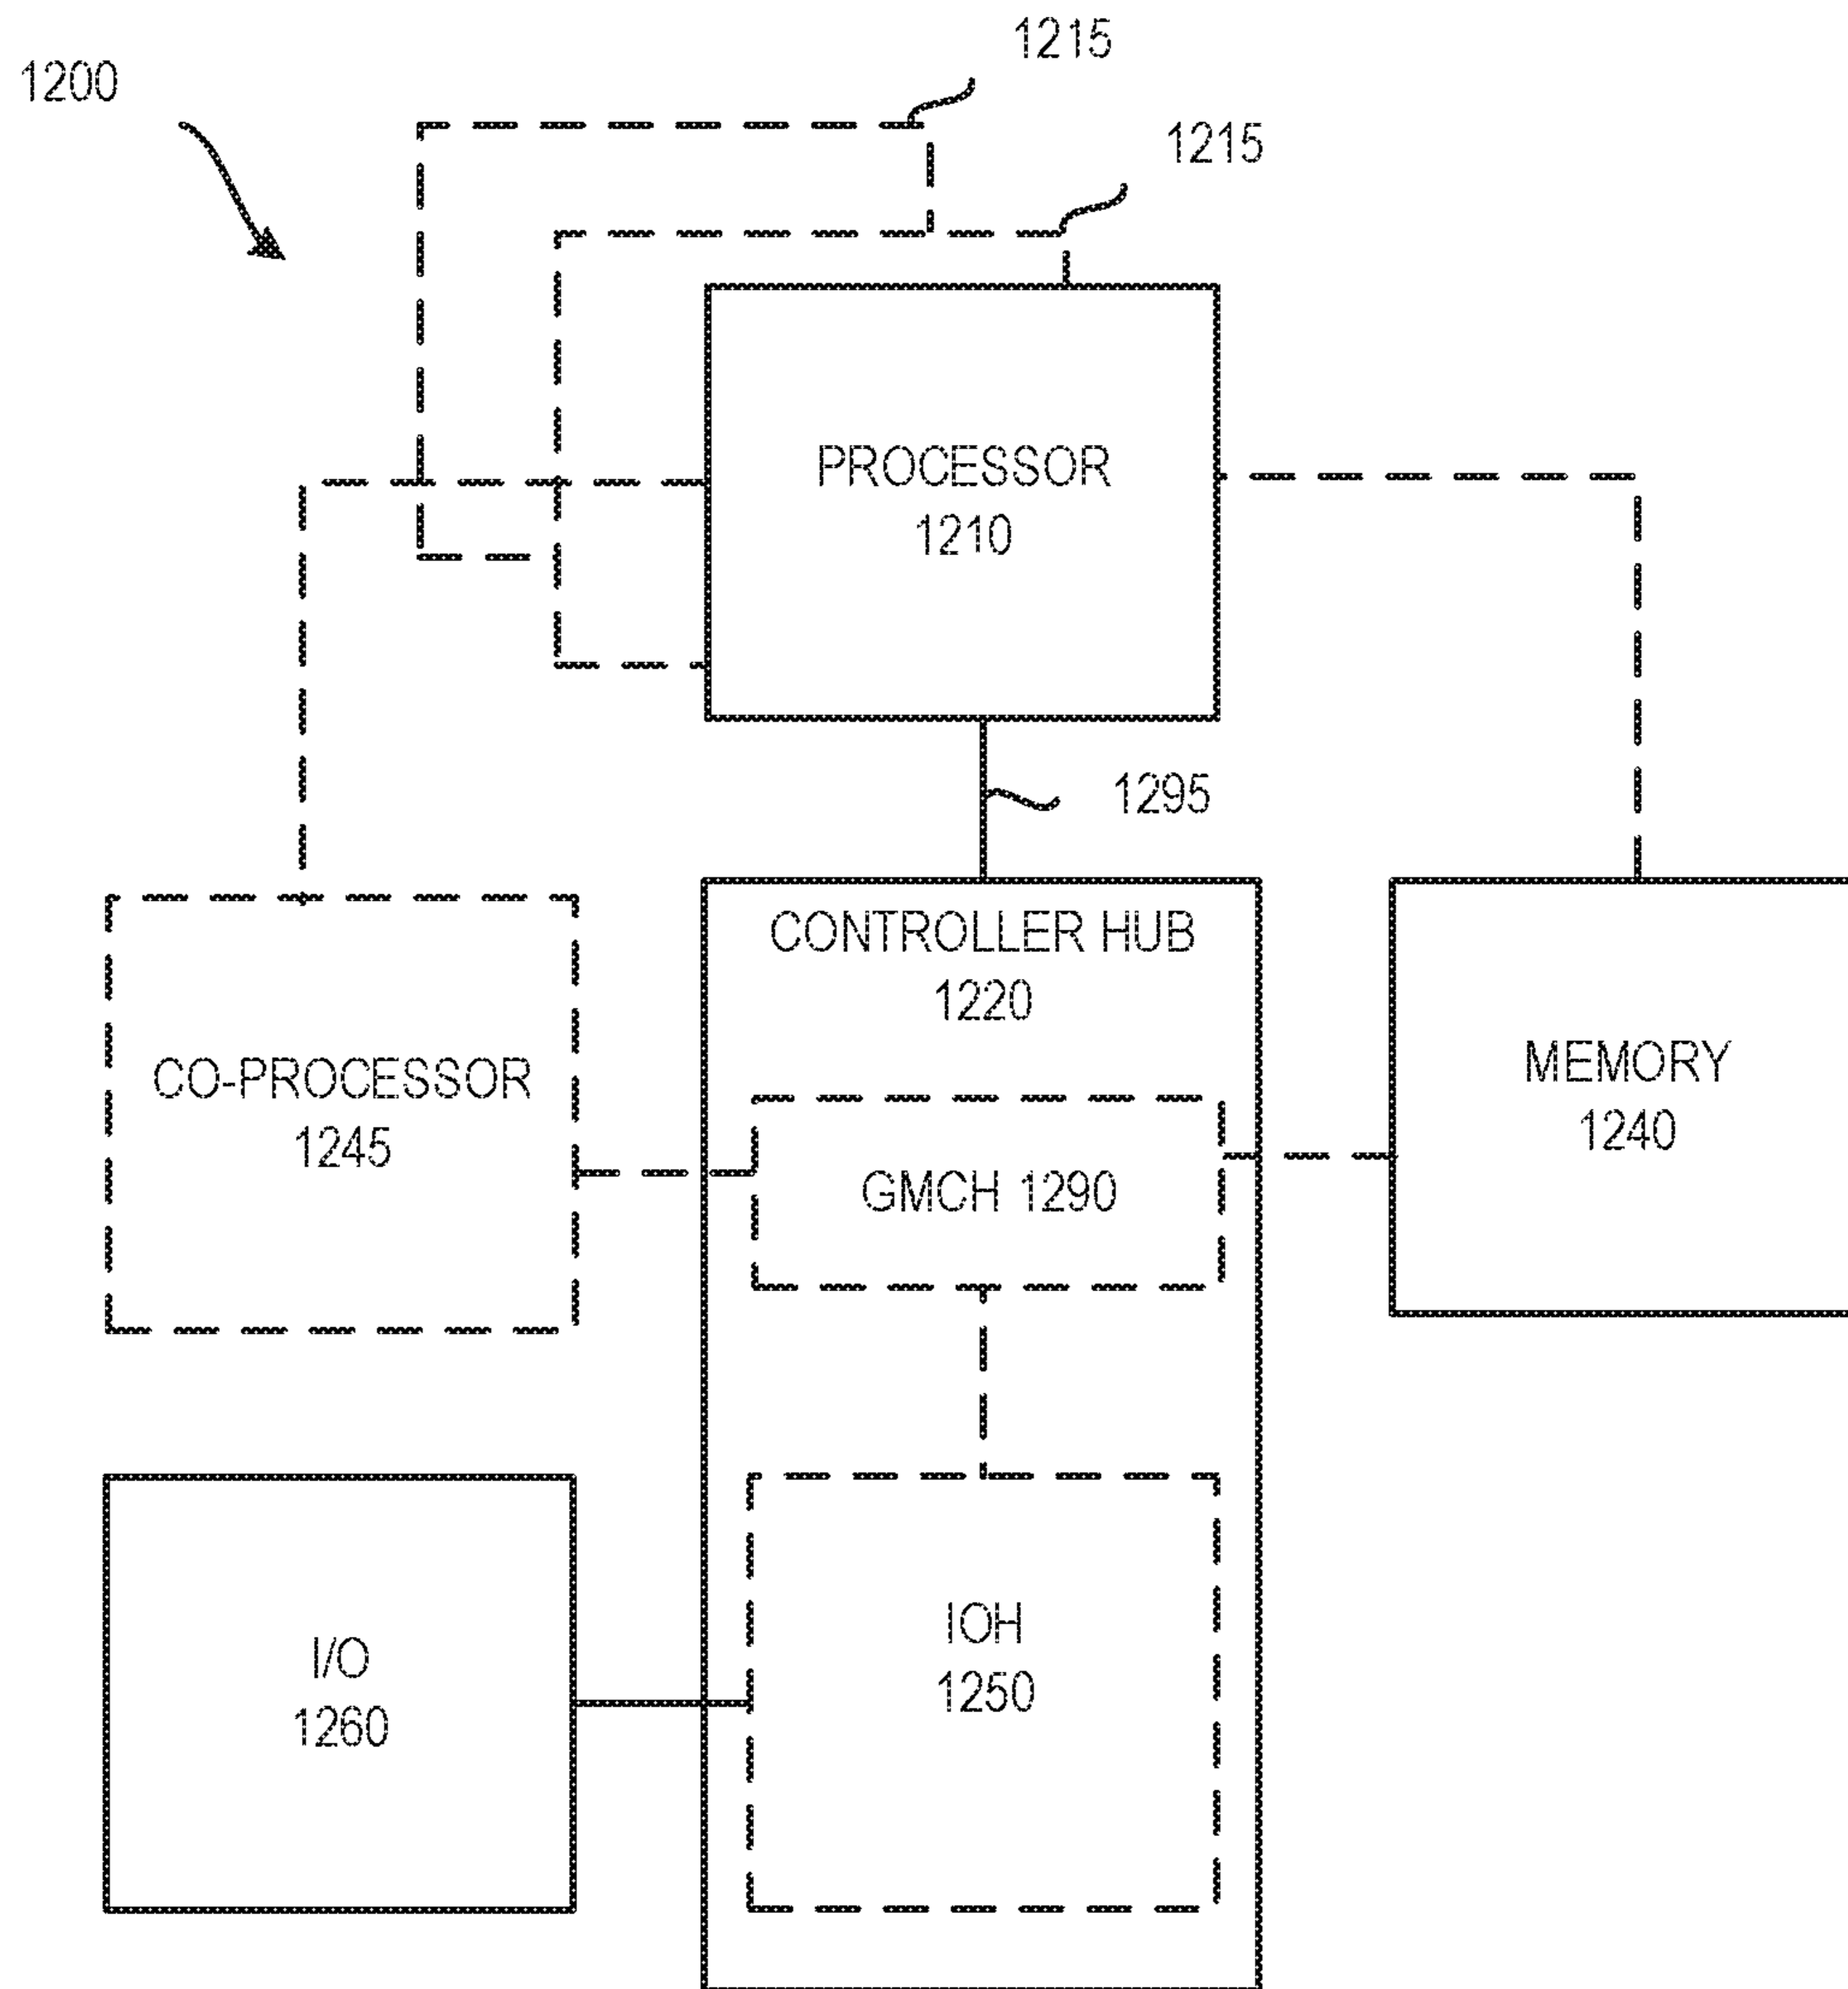 1215
1200
1215
PROCESSOR
1210
1295
CONTROLLER HUB
1220
CO-PROCESSOR
1245
MEMORY
1240
GMCH 1290
I/O
1260
IOH
1250